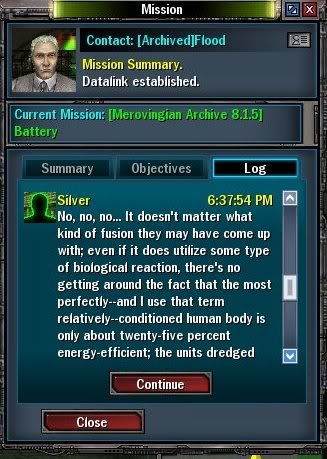 Mission
Contact: [Archived]Flood
Mission Summary.
Datalink established.
Current Mission: [Merovingian Archive 8.1.5]
Battery
Summary
Objectives
Log
Silver
6:37:54 PM
No, no, no... It doesn't matter what
kind of fusion they may have come up
with; even if it does utilize some type
of biological reaction, there's no
getting around the fact that the most
perfectly--and I use that term
relatively--conditioned human body is
only about twenty-five percent
energy-efficient; the units dredged
Continue
Close